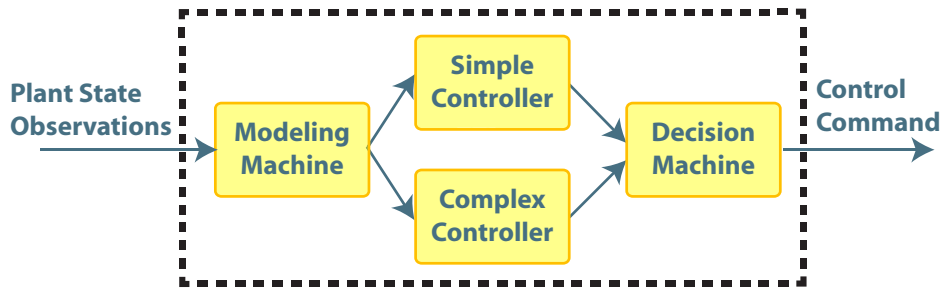 Plant State
Observations
Modeling
Machine
Simple
Controller
Complex
Controller
Decision
Machine
Control
Command